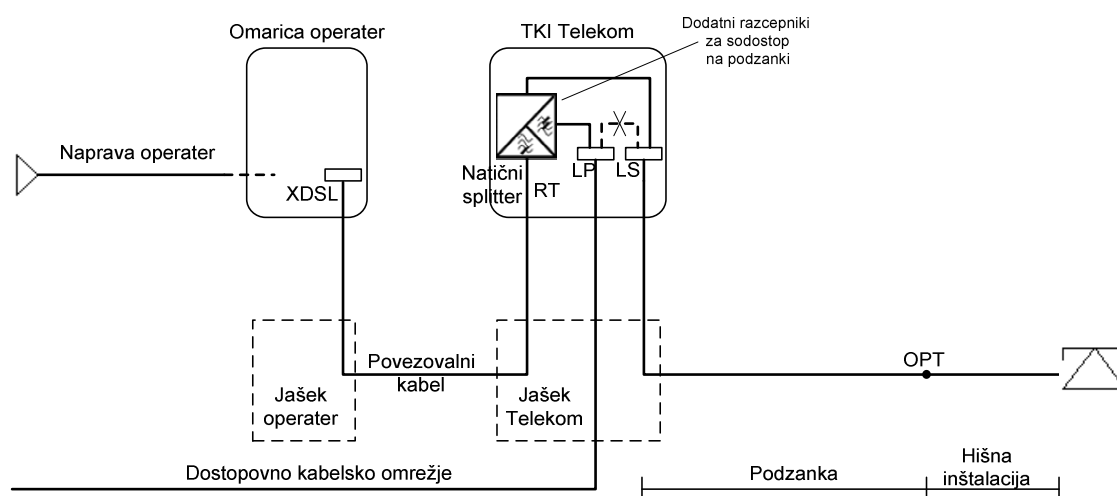 Omarica operater
TKI Telekom
Dodatni razcepniki
za sodostop
na podzanki
Naprava operater
XDSL
Natični
splitter
RT
LP
LS
Povezovalni
kabel
OPT
Jašek
operater
Jašek
Telekom
Dostopovno kabelsko omrežje
Podzanka
Hišna
inštalacija